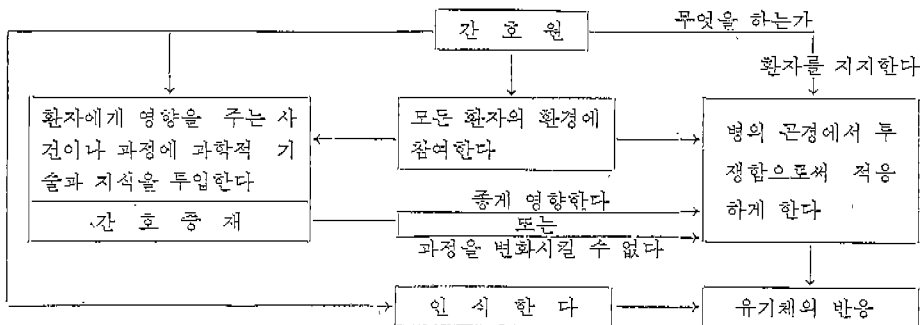 무엇을 하는가
간 호 원
환자를 지지한다
환자에게 영향을 주는 사
건이나 과정에 과학적 기
술과 지식을 투입한다
간 호 중 재
모든 환자의 환경에
참여한다
병의 곤경에서 투
쟁함으로써 적응
하게 한다
좋게 영향한다
또는
과정을 변화시킬 수 없다
인 식 한 다
유기체의 반응